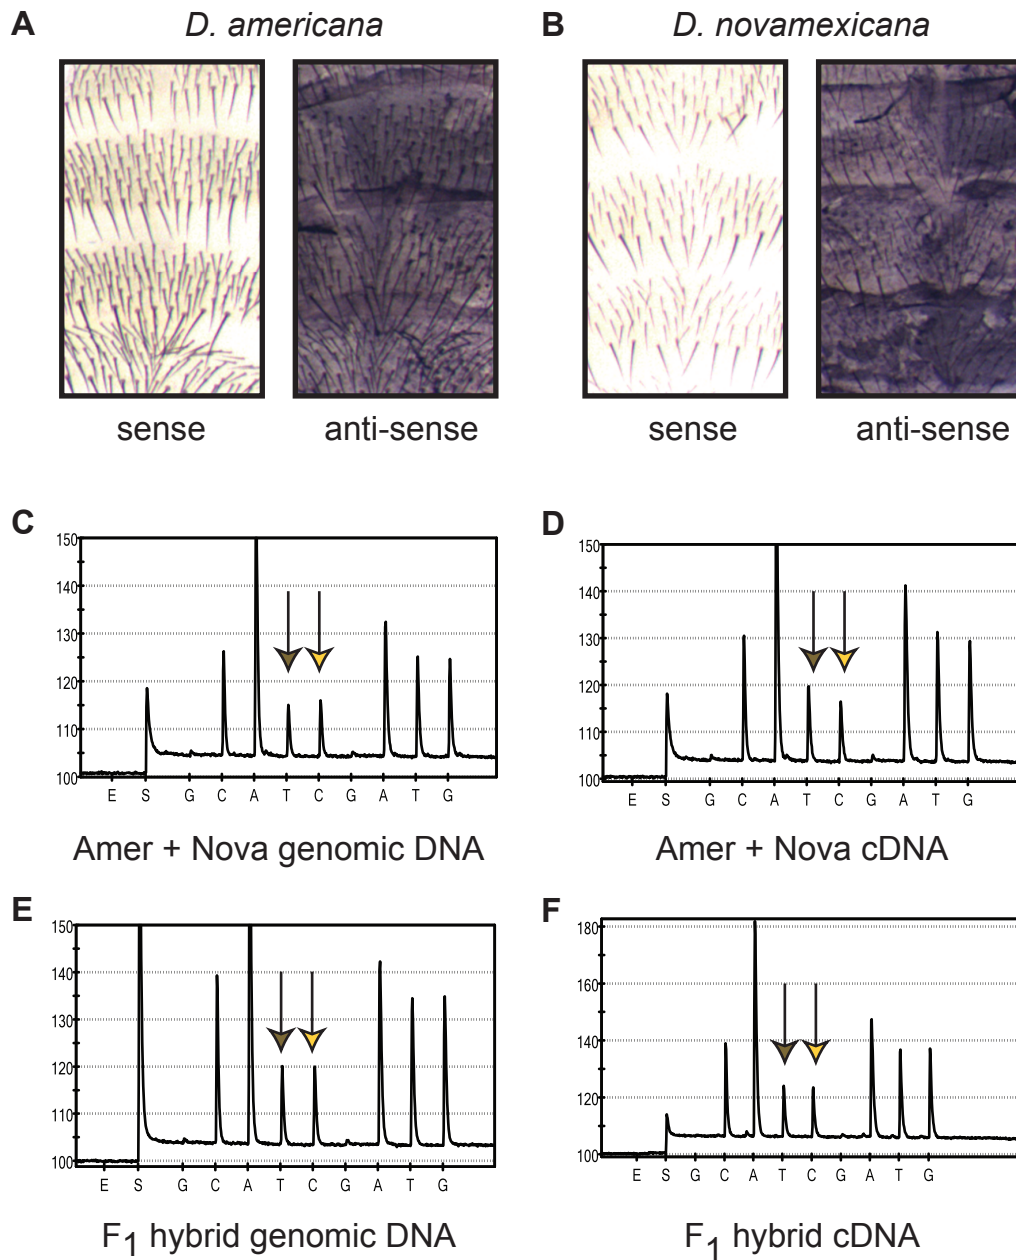 A D. americana
B D. novamexicana
sense
anti-sense
sense
anti-sense
C
150
140
130
120
110
100
E S G C A T C G A T G
Amer + Nova genomic DNA
D
150
140
130
120
110
100
E S G C A T C G A T G
Amer + Nova cDNA
E
150
140
130
120
110
100
E S G C A T C G A T G
F1 hybrid genomic DNA
F
180
160
140
120
100
E S G C A T C G A T G
F1 hybrid cDNA